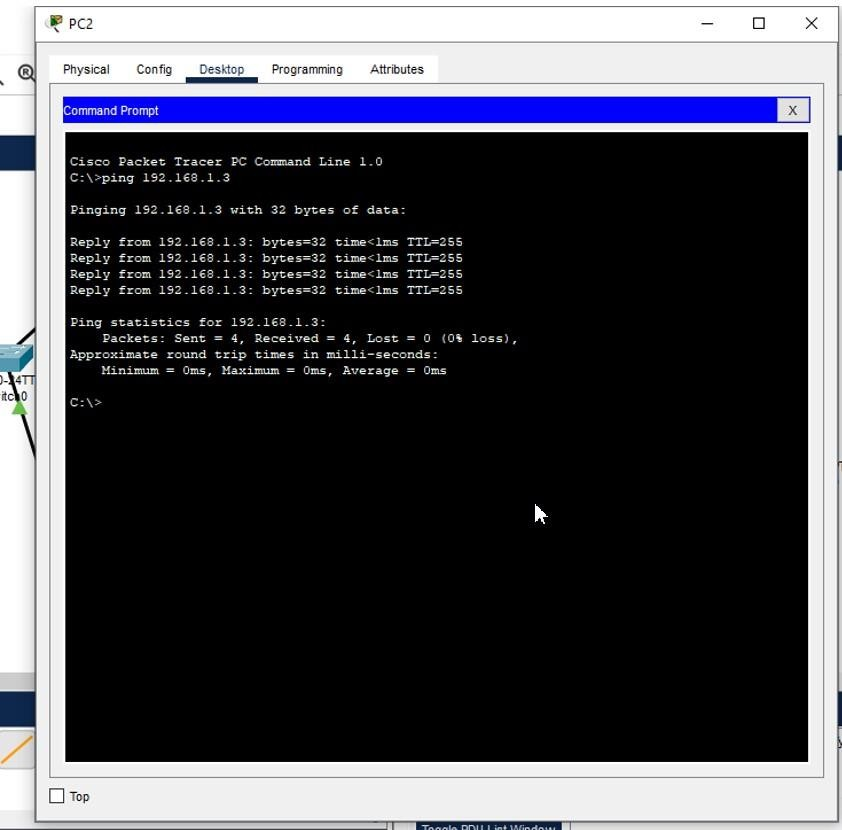 PC2
Physical Config Desktop Programming Attributes
Command Prompt
X
Cisco Packet Tracer PC Command Line 1.0
C:\>ping 192.168.1.3
Pinging 192.168.1.3 with 32 bytes of data:
Reply from 192.168.1.3: bytes=32 time<1ms TTL=255
Reply from 192.168.1.3: bytes=32 time<1ms TTL=255
Reply from 192.168.1.3: bytes=32 time<1ms TTL=255
Reply from 192.168.1.3: bytes=32 time<1ms TTL=255
Ping statistics for 192.168.1.3:
Packets: Sent = 4, Received = 4, Lost = 0 (0% loss),
Approximate round trip times in milli-seconds:
Minimum = 0ms, Maximum = 0ms, Average = 0ms
C:\>
Top
Toggle PDU List Window